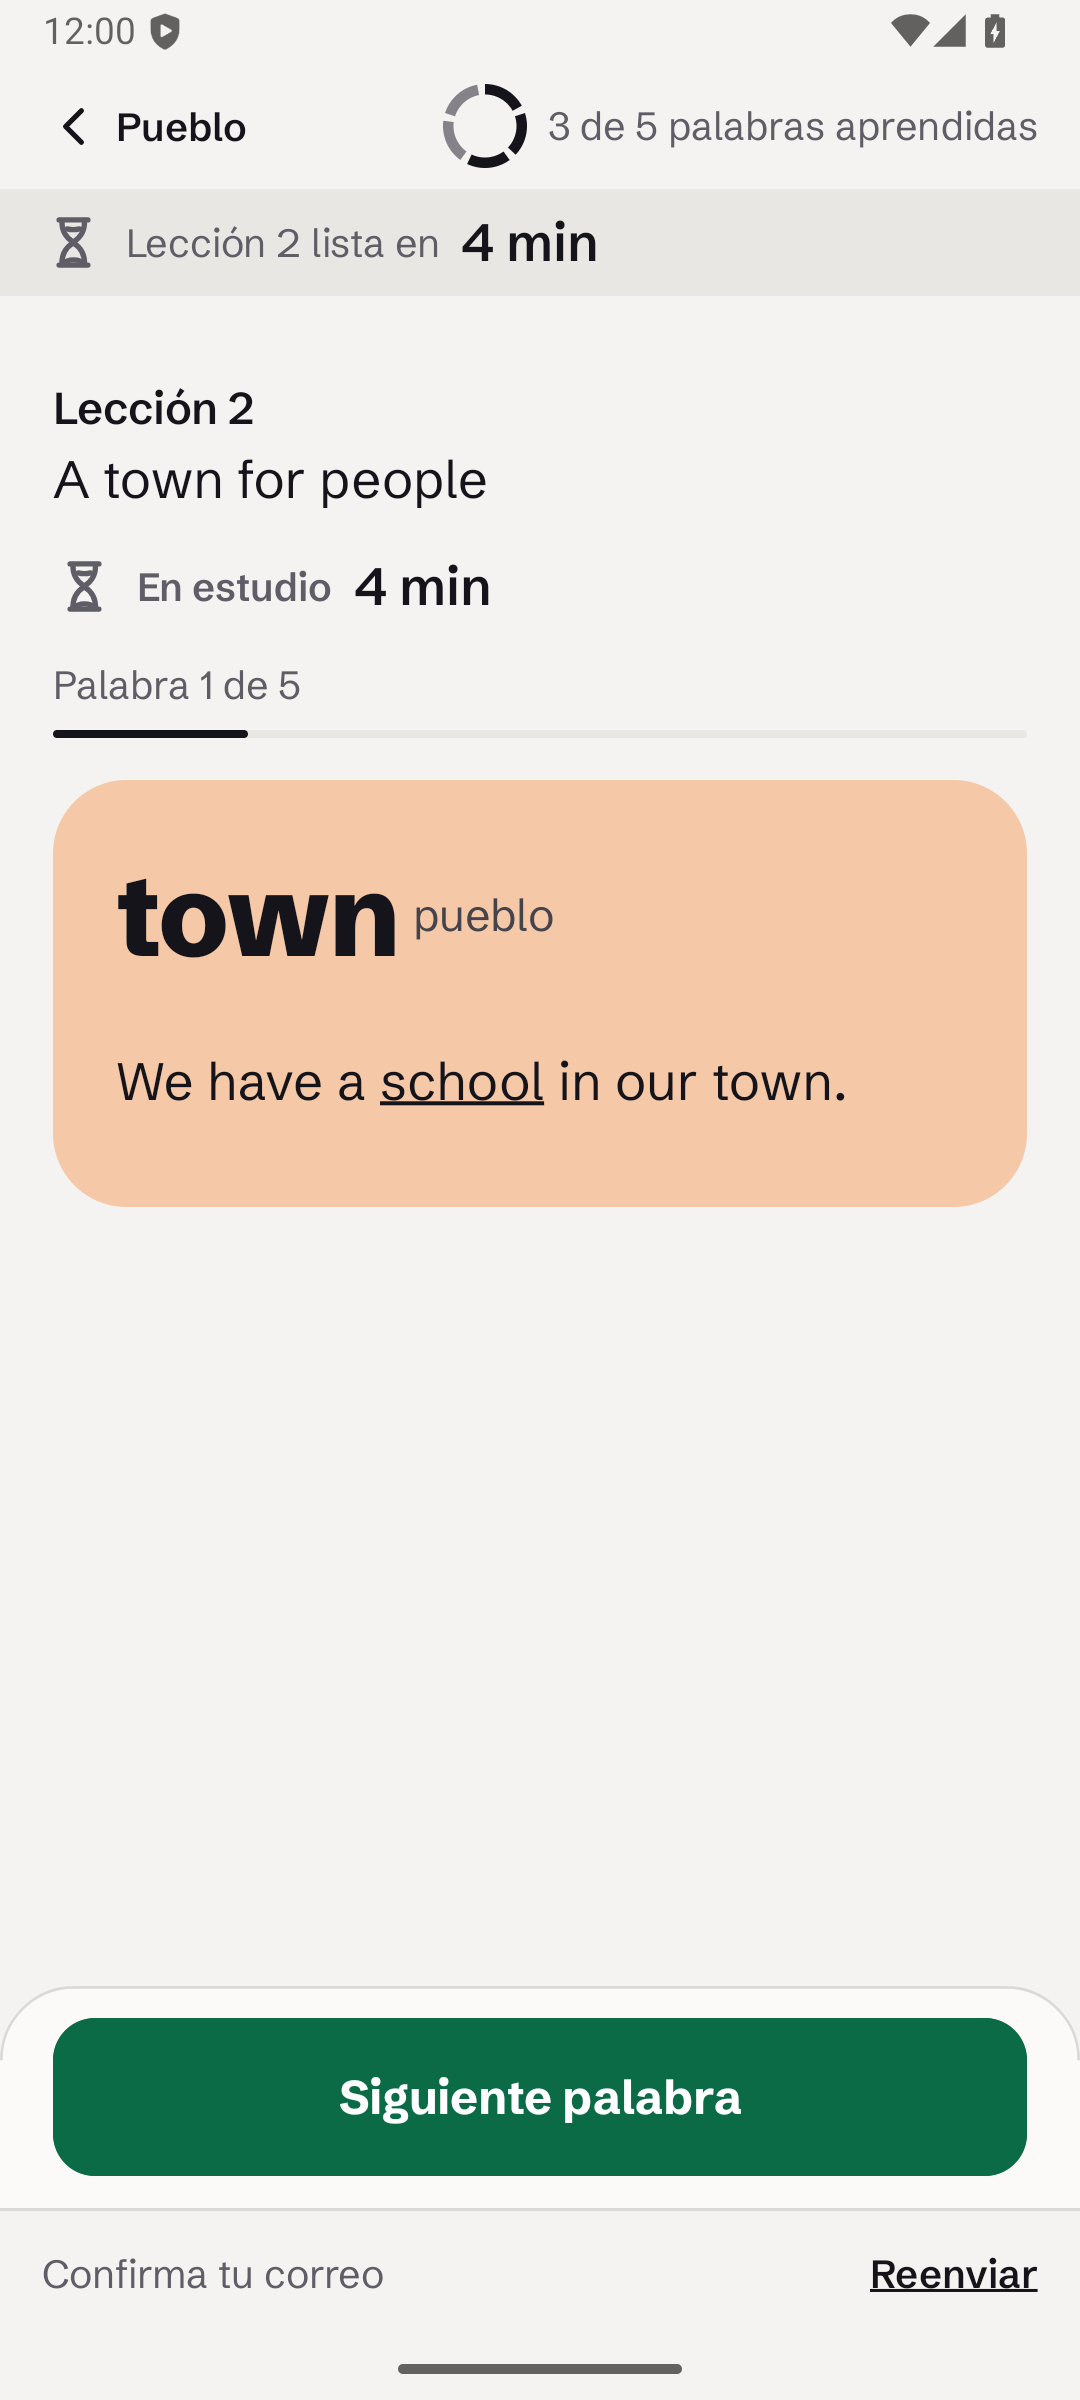 12:00
Pueblo
3 de 5 palabras aprendidas
Lección 2 lista en 4 min
Lección 2
A town for people
En estudio 4 min
Palabra 1 de 5
town pueblo
We have a school in our town.
Siguiente palabra
Confirma tu correo
Reenviar